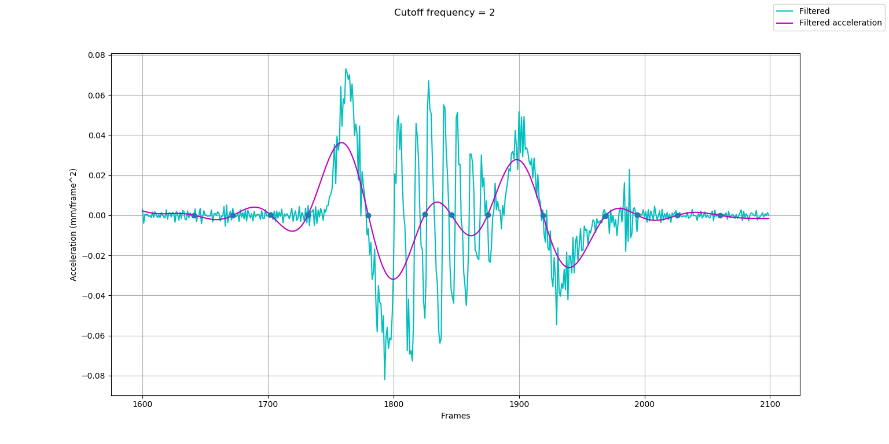 Cutoff frequency = 2
Filtered
Filtered acceleration
0.08
0.06
0.04
0.02
0.00
−0.02
−0.04
−0.06
−0.08
Acceleration (mm/frame^2)
1600 1700 1800 1900 2000 2100
Frames